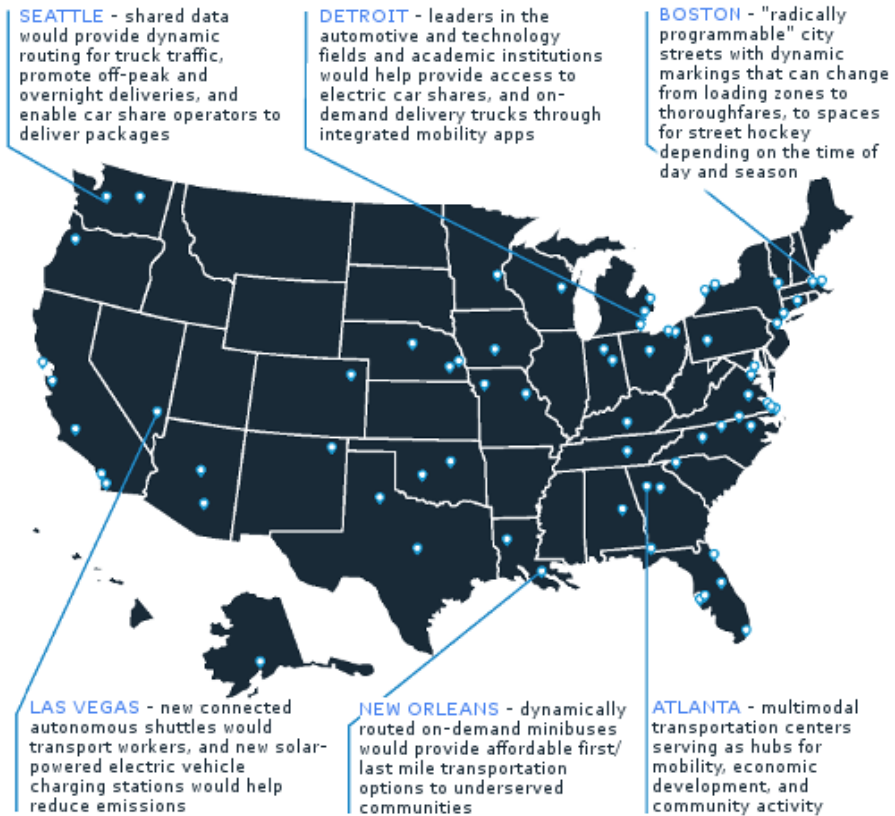 SEATTLE - shared data
would provide dynamic
routing for truck traffic,
promote off-peak and
overnight deliveries, and
enable car share operators to
deliver packages
DETROIT - leaders in the
automotive and technology
fields and academic institutions
would help provide access to
electric car shares, and on-
demand delivery trucks through
integrated mobility apps
BOSTON - "radically
programmable" city
streets with dynamic
markings that can change
from loading zones to
thoroughfares, to spaces
for street hockey
depending on the time of
day and season
LAS VEGAS - new connected
autonomous shuttles would
transport workers, and new solar-
powered electric vehicle
charging stations would help
reduce emissions
NEW ORLEANS - dynamically
routed on-demand minibuses
would provide affordable first/
last mile transportation
options to underserved
communities
ATLANTA - multimodal
transportation centers
serving as hubs for
mobility, economic
development, and
community activity